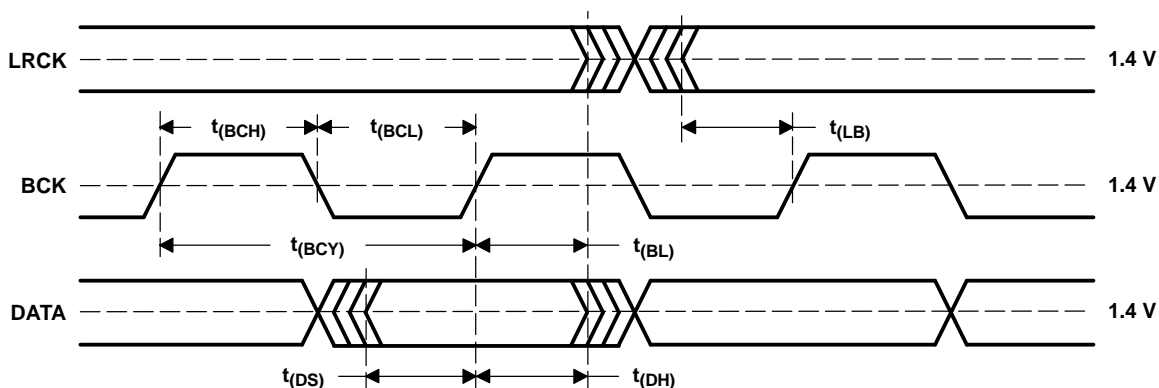 LRCK
1.4 V
t(BCH)
t(BCL)
t(LB)
BCK
1.4 V
t(BCY)
t(BL)
DATA
1.4 V
t(DS)
t(DH)